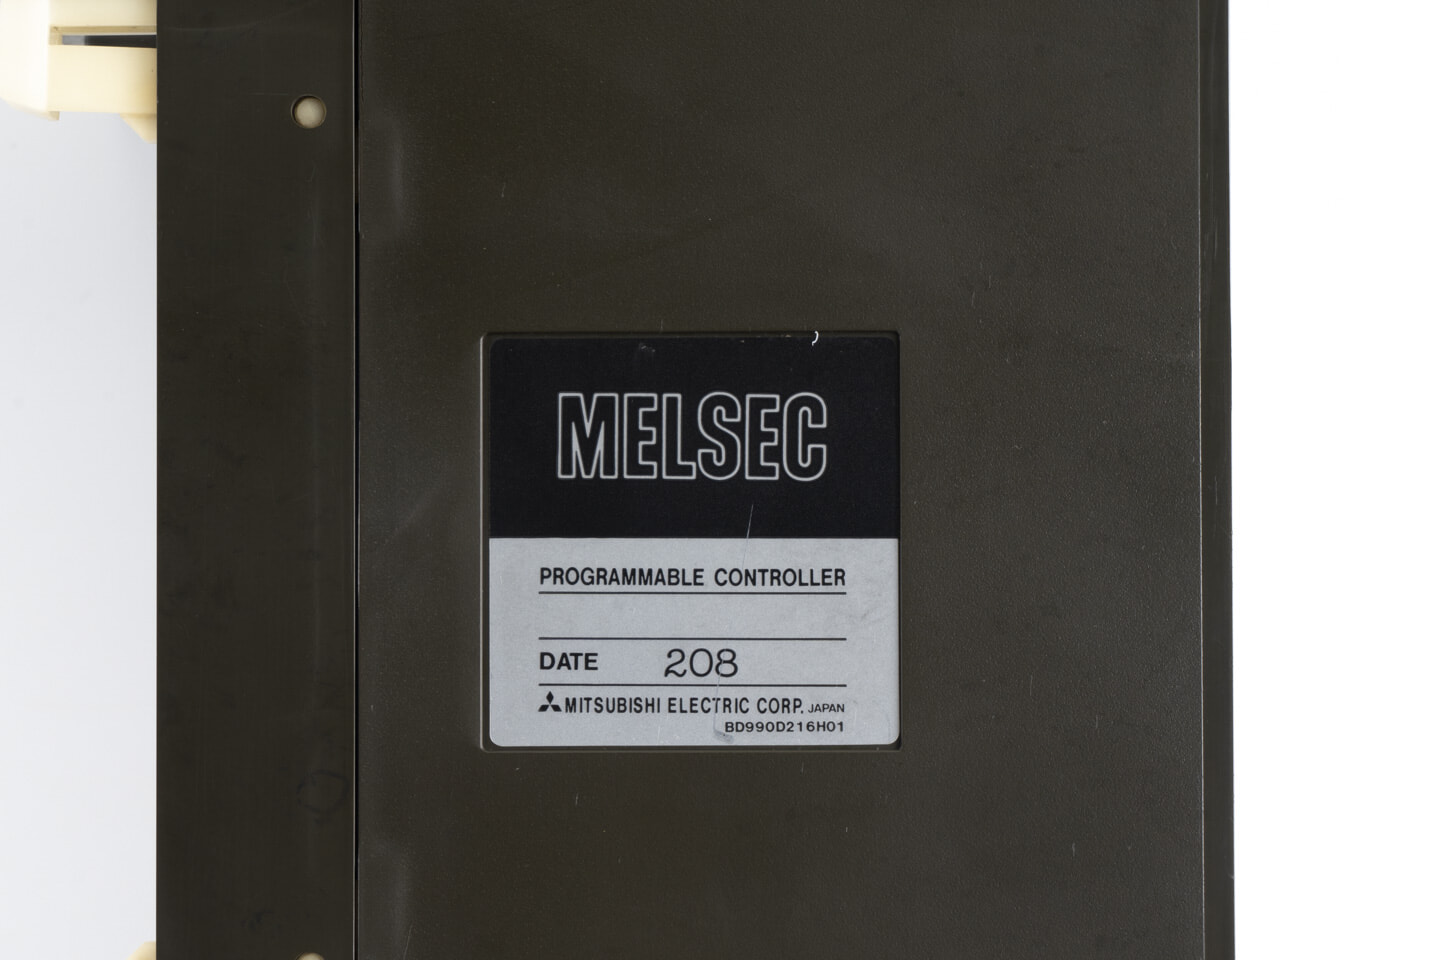 MELSEC
PROGRAMMABLE CONTROLLER
DATE 208
MITSUBISHI ELECTRIC CORP. JAPAN
BD990D216H01